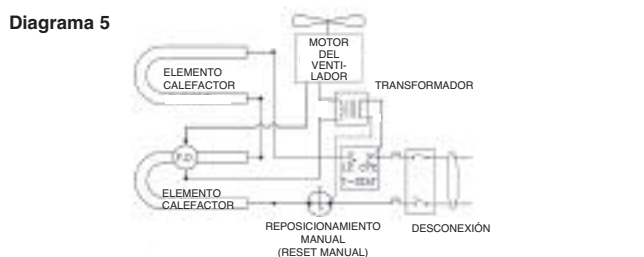 Diagrama 5
MOTOR
DEL
VENTI-
LADOR
ELEMENTO
CALEFACTOR
TRANSFORMADOR
F.D.
ELEMENTO
CALEFACTOR
REPOSICIONAMIENTO
MANUAL
(RESET MANUAL)
DESCONEXIÓN